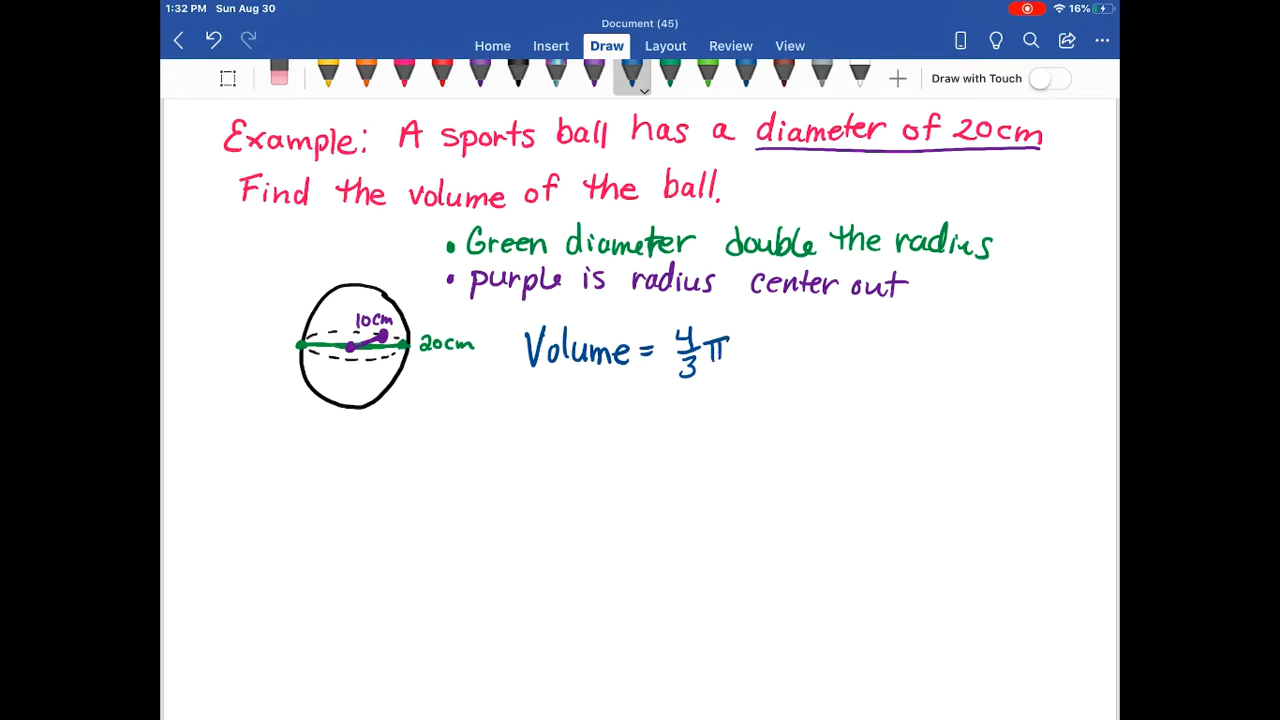 1:32 PM Sun Aug 30
16%
Document (45)
Home Insert Draw Layout Review View
Draw with Touch
Example: A sports ball has a diameter of 20cm
Find the volume of the ball.
• Green diameter double the radius
• purple is radius center out
10cm
20cm
Volume = 4/3 π